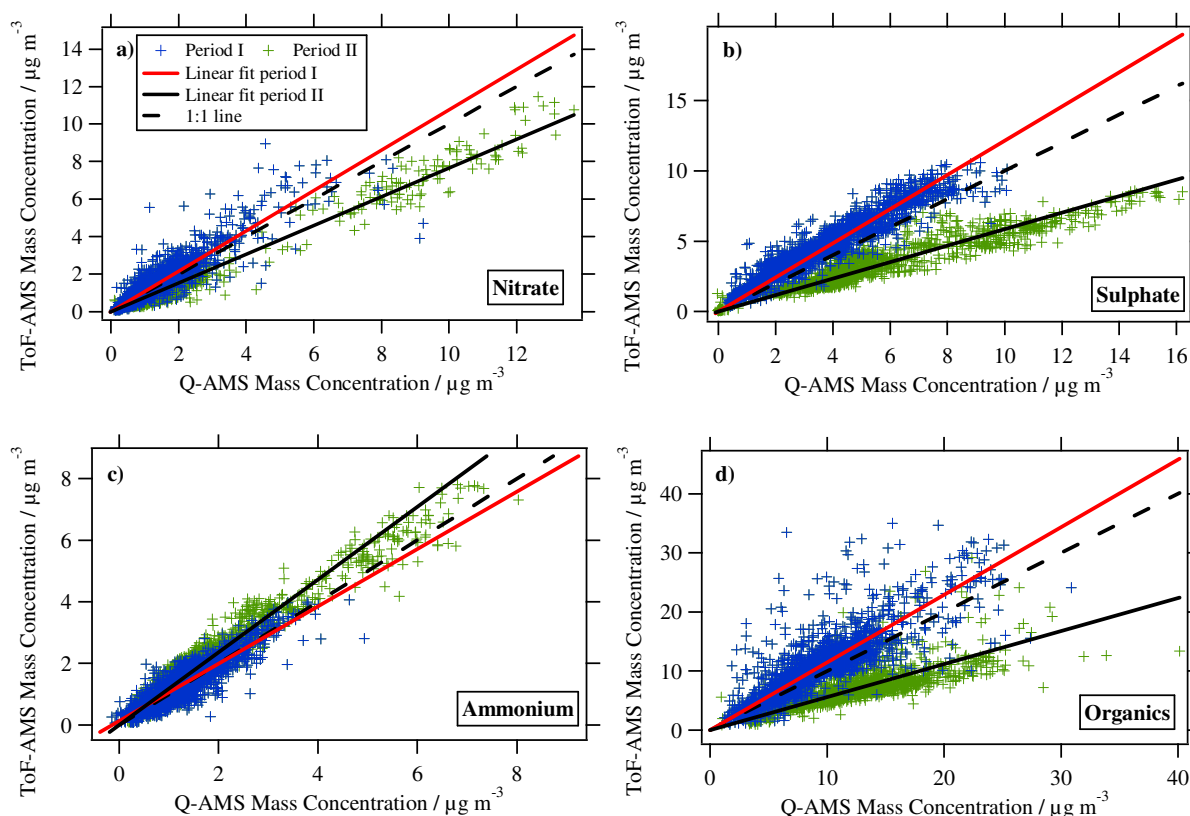 a)
+ Period I + Period II
Linear fit period I
Linear fit period II
1:1 line
Nitrate
14
12
10
8
6
4
2
0
ToF-AMS Mass Concentration / µg m⁻³
0 2 4 6 8 10 12
Q-AMS Mass Concentration / µg m⁻³
b)
Sulphate
15
10
5
0
ToF-AMS Mass Concentration / µg m⁻³
0 2 4 6 8 10 12 14 16
Q-AMS Mass Concentration / µg m⁻³
c)
Ammonium
8
6
4
2
0
ToF-AMS Mass Concentration / µg m⁻³
0 2 4 6 8
Q-AMS Mass Concentration / µg m⁻³
d)
Organics
40
30
20
10
0
ToF-AMS Mass Concentration / µg m⁻³
0 10 20 30 40
Q-AMS Mass Concentration / µg m⁻³